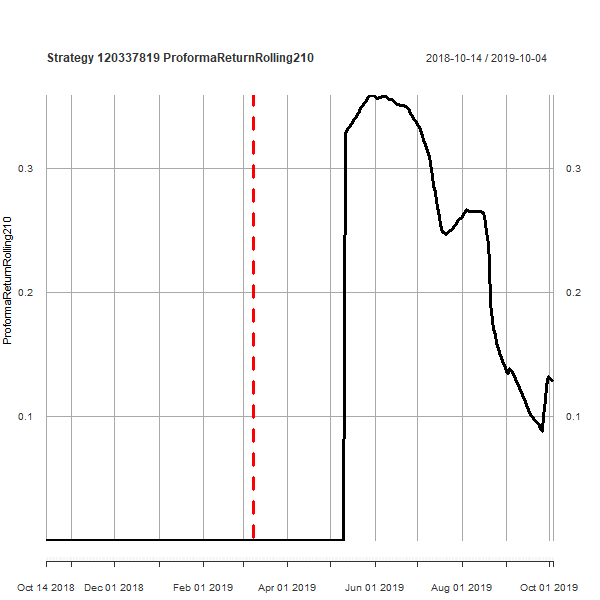 Strategy 120337819 ProformaReturnRolling210
2018-10-14 / 2019-10-04
ProformaReturnRolling210
0.3
0.2
0.1
0.3
0.2
0.1
Oct 14 2018
Dec 01 2018
Feb 01 2019
Apr 01 2019
Jun 01 2019
Aug 01 2019
Oct 01 2019